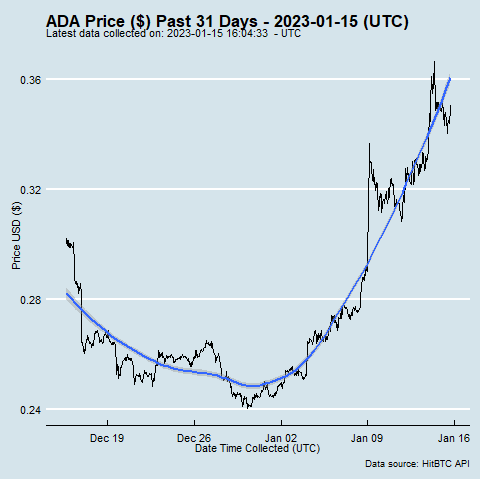 ADA Price ($) Past 31 Days - 2023-01-15 (UTC)
Latest data collected on: 2023-01-15 16:04:33 - UTC
0.36
0.32
0.28
0.24
Price USD ($)
Dec 19 Dec 26 Jan 02 Jan 09 Jan 16
Date Time Collected (UTC)
Data source: HitBTC API